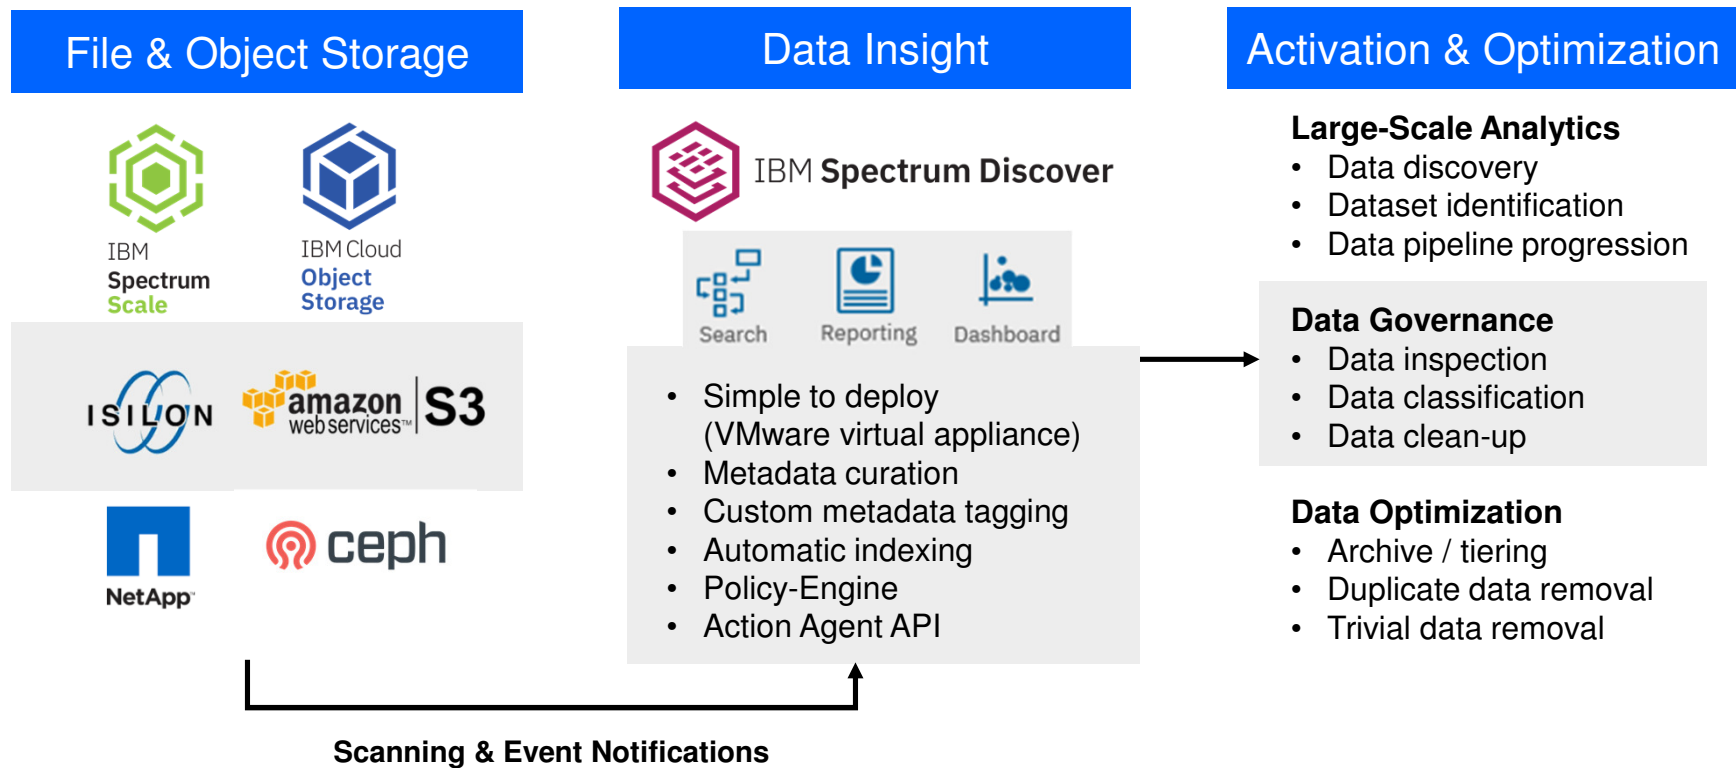 File & Object Storage
IBM
Spectrum
Scale
IBM Cloud
Object
Storage
ISILON
amazon
web services™
S3
NetApp™
ceph
Data Insight
IBM Spectrum Discover
Search
Reporting
Dashboard
• Simple to deploy
(VMware virtual appliance)
• Metadata curation
• Custom metadata tagging
• Automatic indexing
• Policy-Engine
• Action Agent API
Activation & Optimization
Large-Scale Analytics
• Data discovery
• Dataset identification
• Data pipeline progression
Data Governance
• Data inspection
• Data classification
• Data clean-up
Data Optimization
• Archive / tiering
• Duplicate data removal
• Trivial data removal
Scanning & Event Notifications